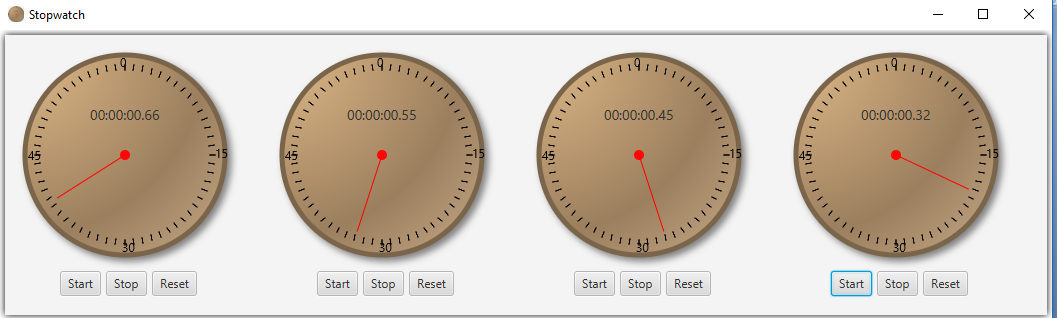 Stopwatch
0 0 0 0
00:00:00.66 00:00:00.55 00:00:00.45 00:00:00.32
45 15 45 15 45 15 45 15
30 30 30 30
Start Stop Reset Start Stop Reset Start Stop Reset Start Stop Reset